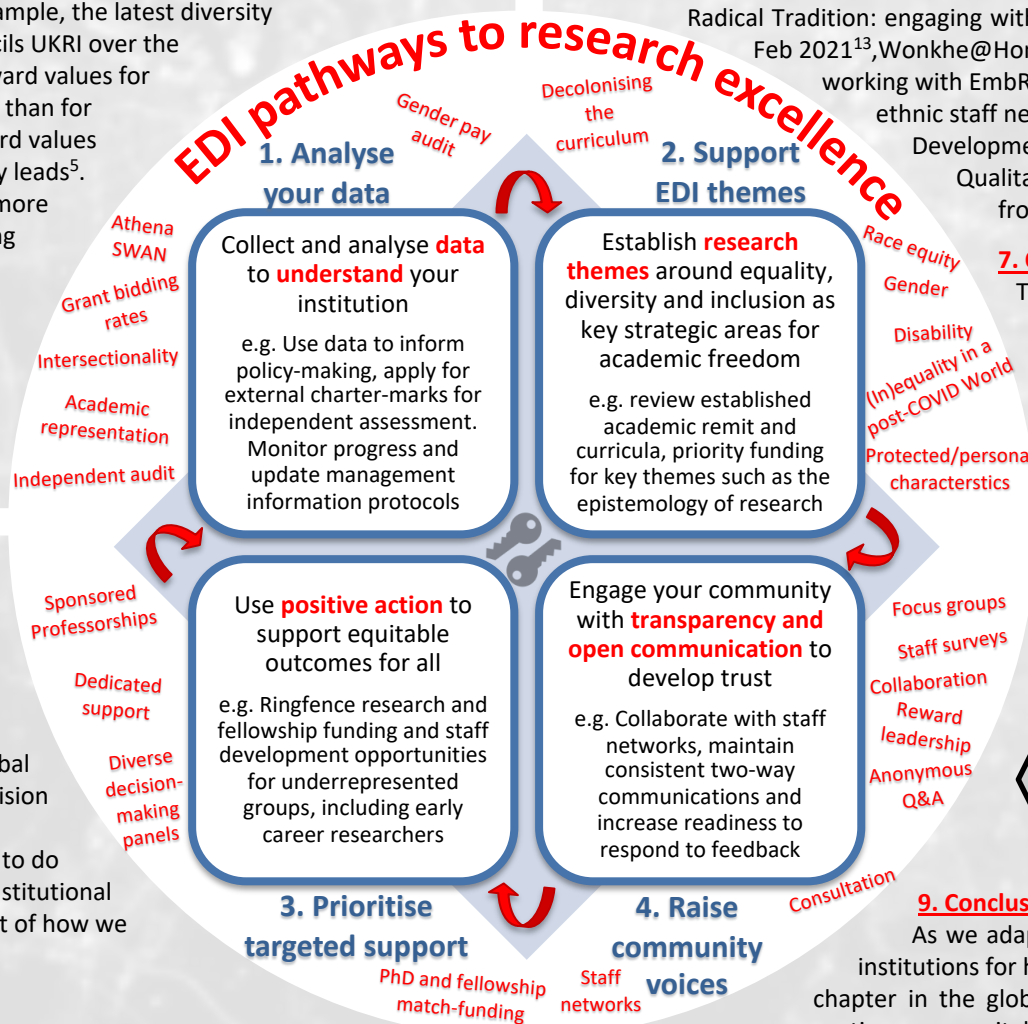 ample, the latest diversity
cils UKRI over the
ward values for
than for
rd values
y leads⁵.
more
ng
Radical Tradition: engaging with
Feb 2021¹³,Wonkhe@Hon
working with EmbR
ethnic staff ne
Developme
Qualita
fro
7. C
T
EDI pathways to research excellence
Gender pay
audit
Decolonising
the
curriculum
1. Analyse
your data
2. Support
EDI themes
Athena
SWAN
Grant bidding
rates
Intersectionality
Academic
representation
Independent audit
Collect and analyse data
to understand your
institution
e.g. Use data to inform
policy-making, apply for
external charter-marks for
independent assessment.
Monitor progress and
update management
information protocols
Establish research
themes around equality,
diversity and inclusion as
key strategic areas for
academic freedom
e.g. review established
academic remit and
curricula, priority funding
for key themes such as the
epistemology of research
Race equity
Gender
Disability
(In)equality in a
post-COVID World
Protected/persona
characterstics
Sponsored
Professorships
Dedicated
support
Diverse
decision-
making
panels
Use positive action to
support equitable
outcomes for all
e.g. Ringfence research and
fellowship funding and staff
development opportunities
for underrepresented
groups, including early
career researchers
Engage your community
with transparency and
open communication to
develop trust
e.g. Collaborate with staff
networks, maintain
consistent two-way
communications and
increase readiness to
respond to feedback
Focus groups
Staff surveys
Collaboration
Reward
leadership
Anonymous
Q&A
Consultation
3. Prioritise
targeted support
4. Raise
community
voices
PhD and fellowship
match-funding
Staff
networks
bal
ision
to do
stitutional
t of how we
9. Conclus
As we adap
institutions for h
chapter in the glob